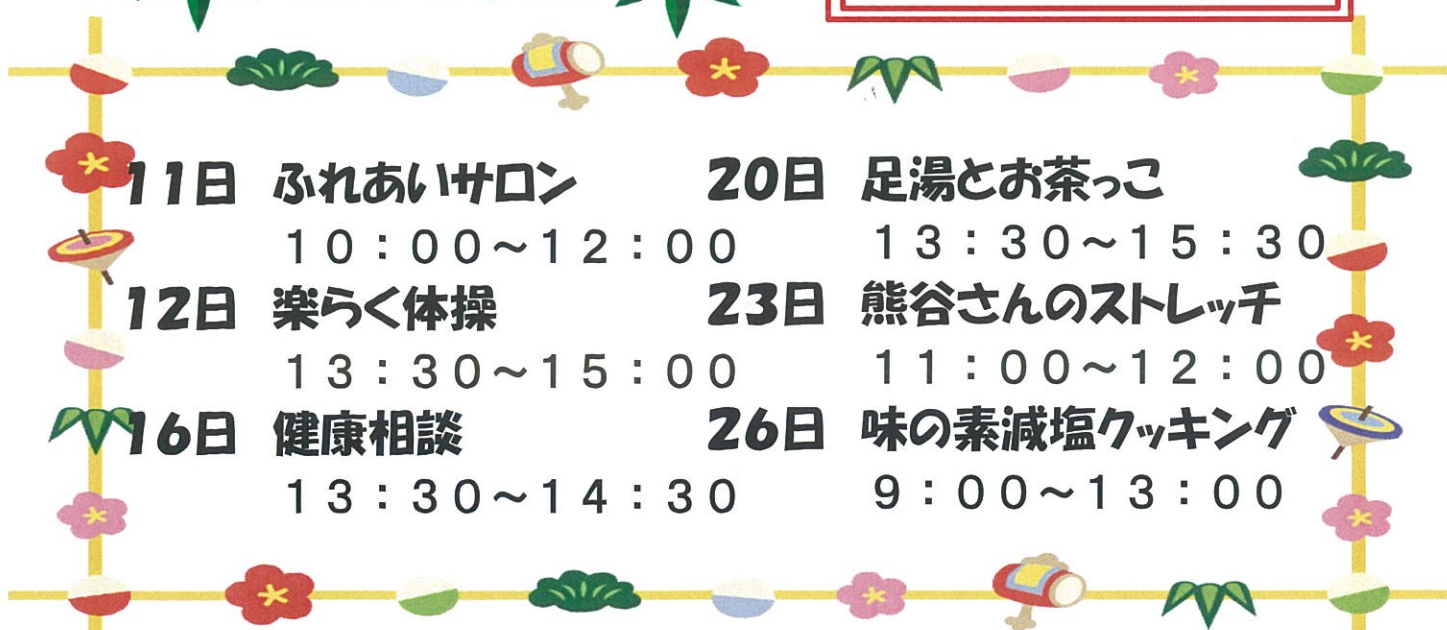 11日 ふれあいサロン
10：00～12：00
12日 楽らく体操
13：30～15：00
16日 健康相談
13：30～14：30
20日 足湯とお茶っこ
13：30～15：30
23日 熊谷さんのストレッチ
11：00～12：00
26日 味の素減塩クッキング
9：00～13：00